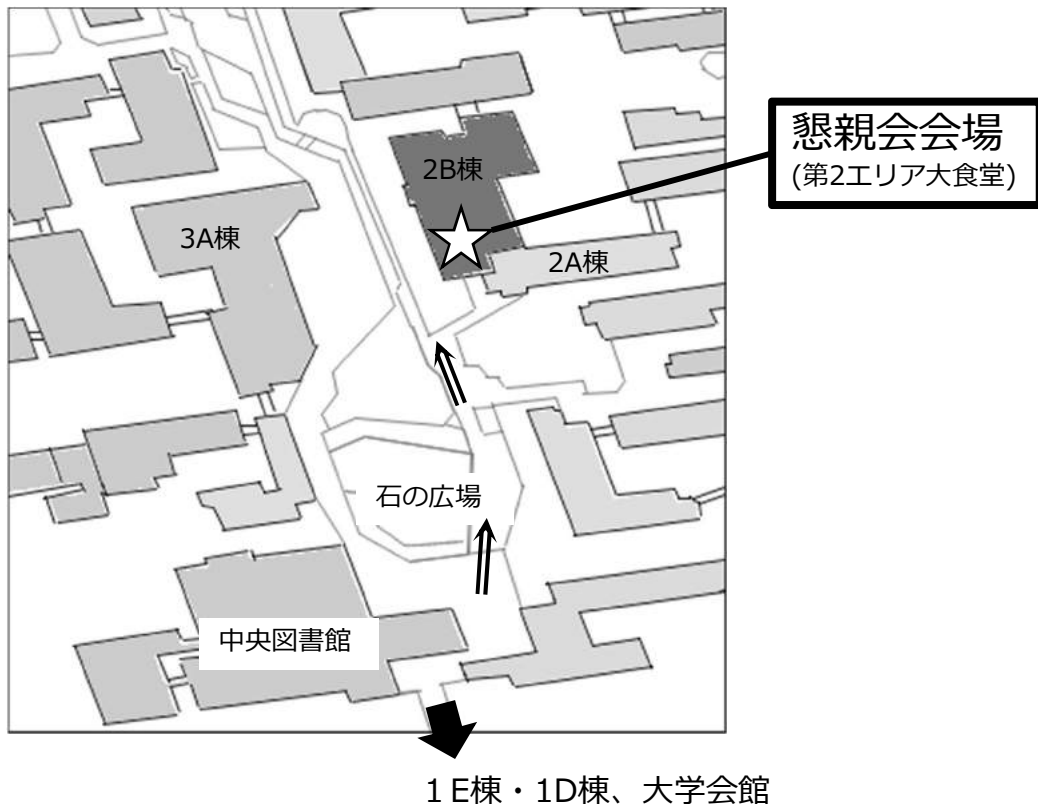 懇親会会場
(第2エリア大食堂)
2B棟
3A棟
2A棟
石の広場
中央図書館
１E棟・1D棟、大学会館